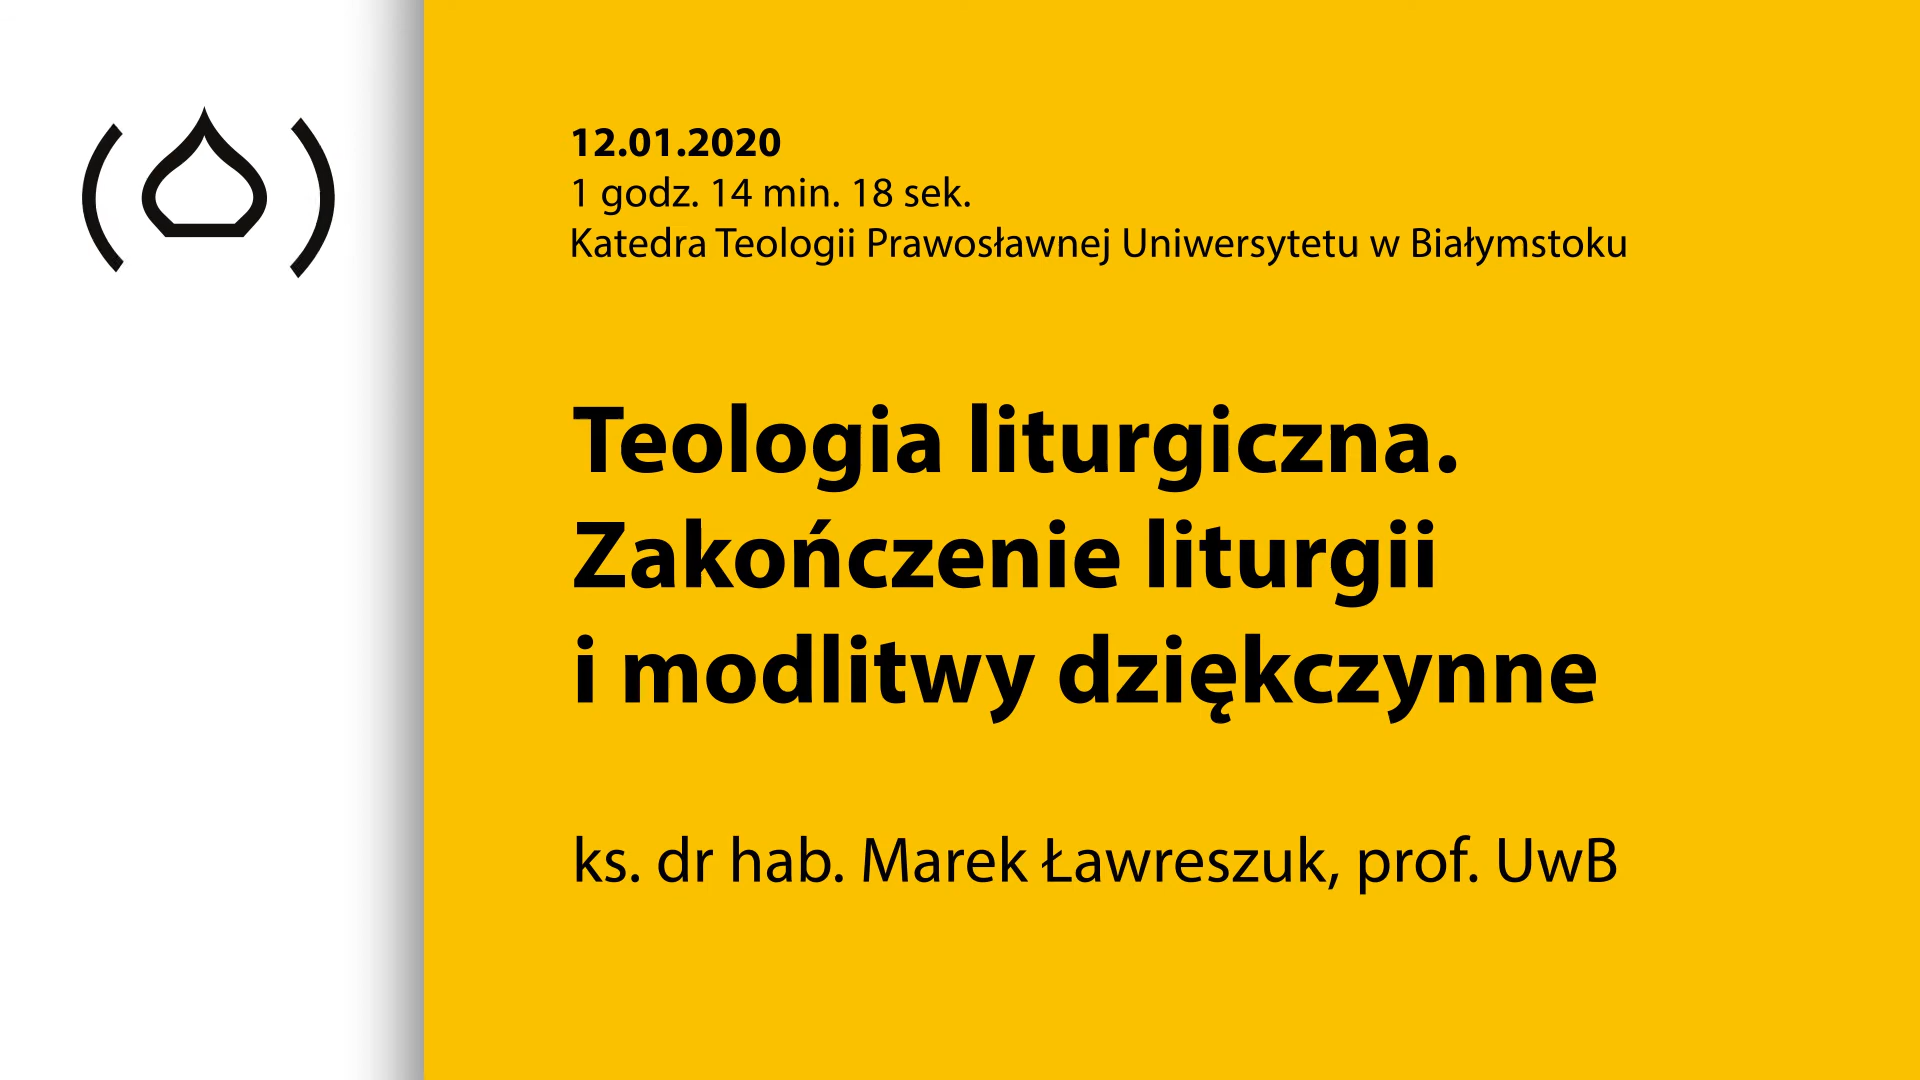 12.01.2020
1 godz. 14 min. 18 sek.
Katedra Teologii Prawosławnej Uniwersytetu w Białymstoku
Teologia liturgiczna.
Zakończenie liturgii
i modlitwy dziękczynne
ks. dr hab. Marek Ławreszuk, prof. UwB